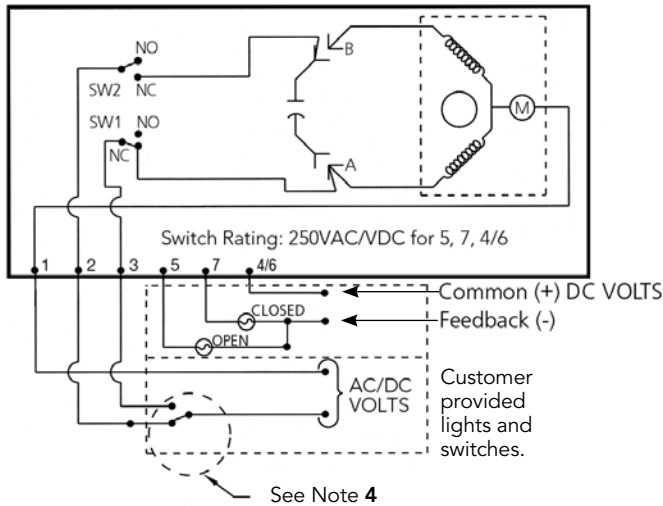 NO
B
SW2 NC
SW1 NO
M
NC
A
Switch Rating: 250VAC/VDC for 5, 7, 4/6
1 2 3 5 7 4/6
Common (+) DC VOLTS
CLOSED
Feedback (-)
OPEN
AC/DC
VOLTS
Customer
provided
lights and
switches.
See Note 4